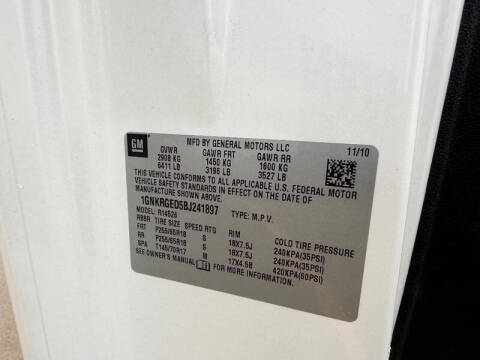 GM
MFD BY GENERAL MOTORS LLC 11/10
GVWR GAWR FRT GAWR RR
2908 KG 1450 KG 1600 KG
6411 LB 3196 LB 3527 LB
THIS VEHICLE CONFORMS TO ALL APPLICABLE U.S. FEDERAL MOTOR
VEHICLE SAFETY STANDARDS IN EFFECT ON THE DATE OF
MANUFACTURE SHOWN ABOVE.
1GNKRGED5BJ241897 TYPE: M.P.V.
MODEL: R14526
TIRE SIZE SPEED RTG RIM COLD TIRE PRESSURE
FRT P255/65R18 S 18X7.5J 240KPA(35PSI)
RR P255/65R18 S 18X7.5J 240KPA(35PSI)
SPA T145/70R17 M 17X4.5B 420KPA(60PSI)
SEE OWNER'S MANUAL FOR MORE INFORMATION.